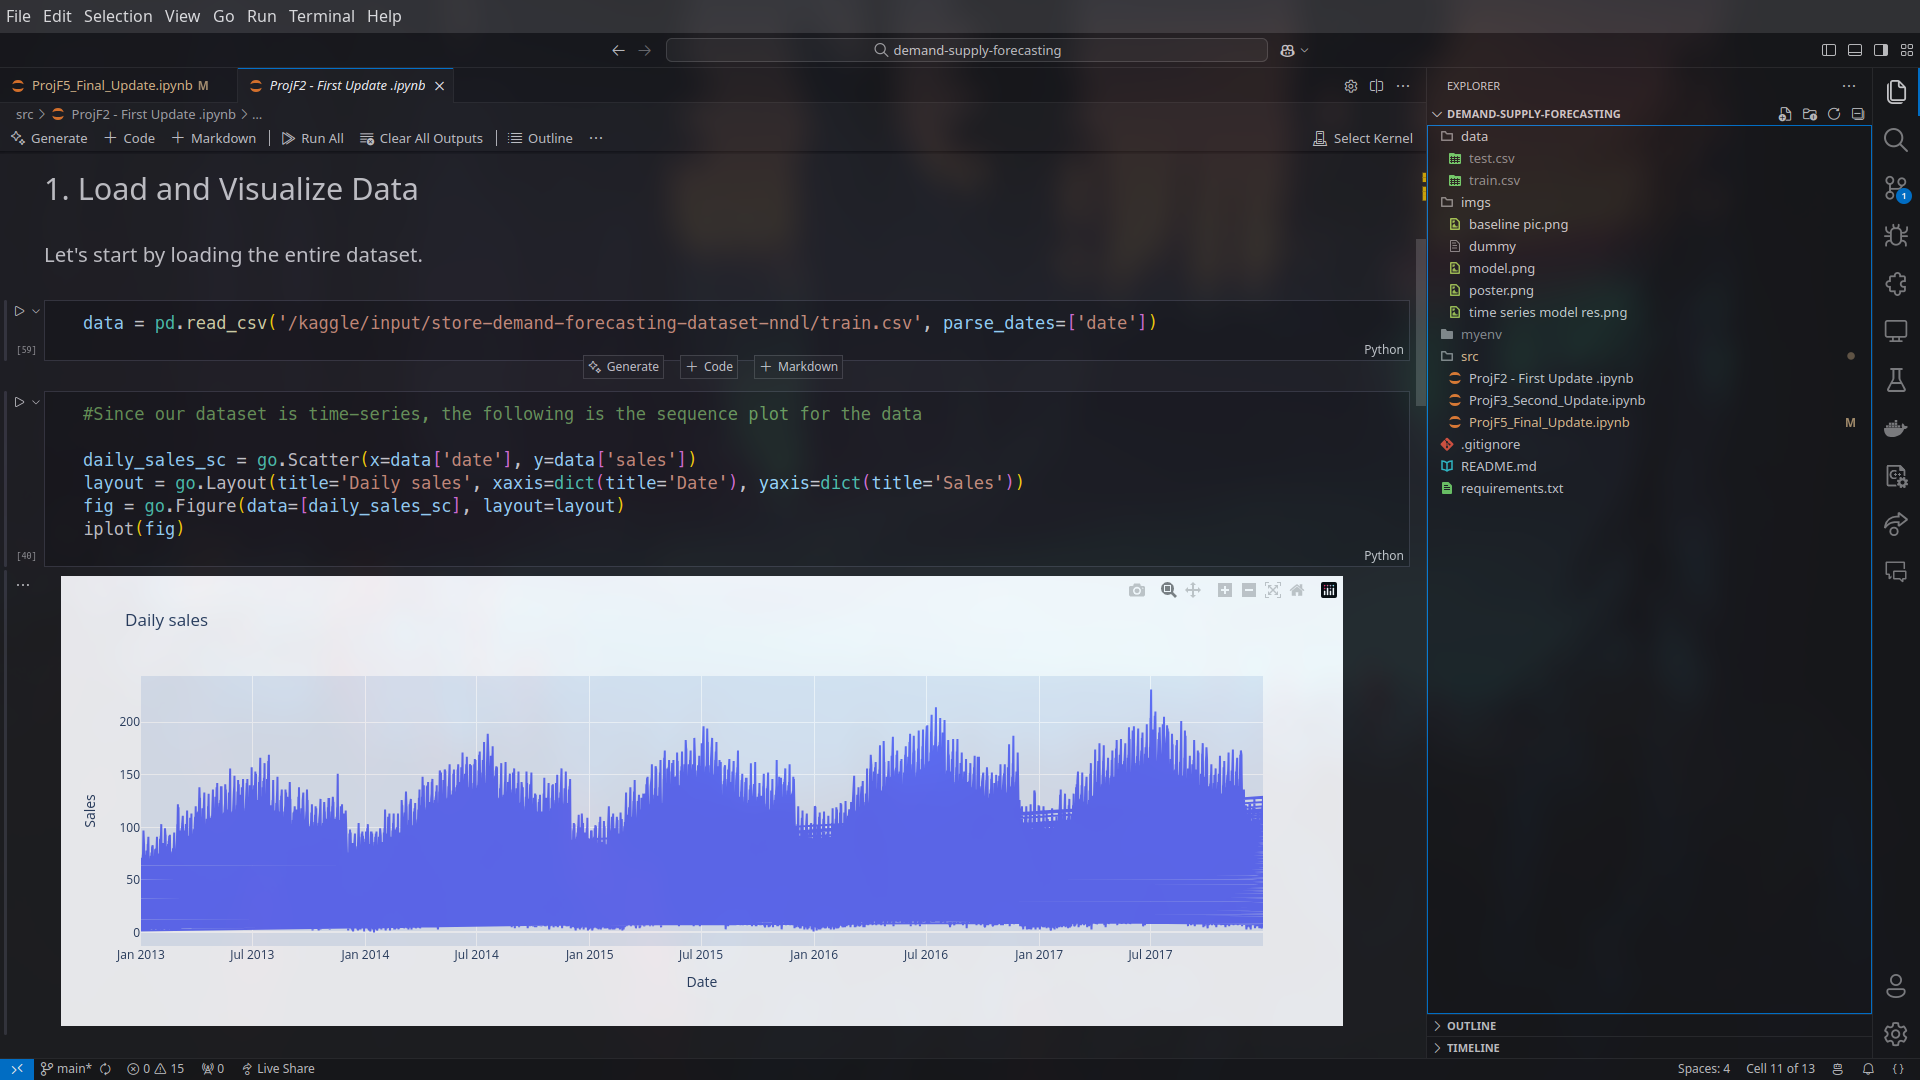 File Edit Selection View Go Run Terminal Help
demand-supply-forecasting
ProjF5_Final_Update.ipynb M
ProjF2 - First Update .ipynb
src > ProjF2 - First Update .ipynb > ...
Generate + Code + Markdown Run All Clear All Outputs Outline ... Select Kernel
1. Load and Visualize Data
Let's start by loading the entire dataset.
data = pd.read_csv('/kaggle/input/store-demand-forecasting-dataset-nndl/train.csv', parse_dates=['date'])
[59]
Python
Generate + Code + Markdown
#Since our dataset is time-series, the following is the sequence plot for the data
daily_sales_sc = go.Scatter(x=data['date'], y=data['sales'])
layout = go.Layout(title='Daily sales', xaxis=dict(title='Date'), yaxis=dict(title='Sales'))
fig = go.Figure(data=[daily_sales_sc], layout=layout)
iplot(fig)
[40]
Python
...
Daily sales
200
150
100
50
0
Sales
Jan 2013 Jul 2013 Jan 2014 Jul 2014 Jan 2015 Jul 2015 Jan 2016 Jul 2016 Jan 2017 Jul 2017
Date
EXPLORER
DEMAND-SUPPLY-FORECASTING
data
test.csv
train.csv
imgs
baseline pic.png
dummy
model.png
poster.png
time series model res.png
myenv
src
ProjF2 - First Update .ipynb
ProjF3_Second_Update.ipynb
ProjF5_Final_Update.ipynb M
.gitignore
README.md
requirements.txt
OUTLINE
TIMELINE
1
main* 0 15 0 Live Share
Spaces: 4 Cell 11 of 13